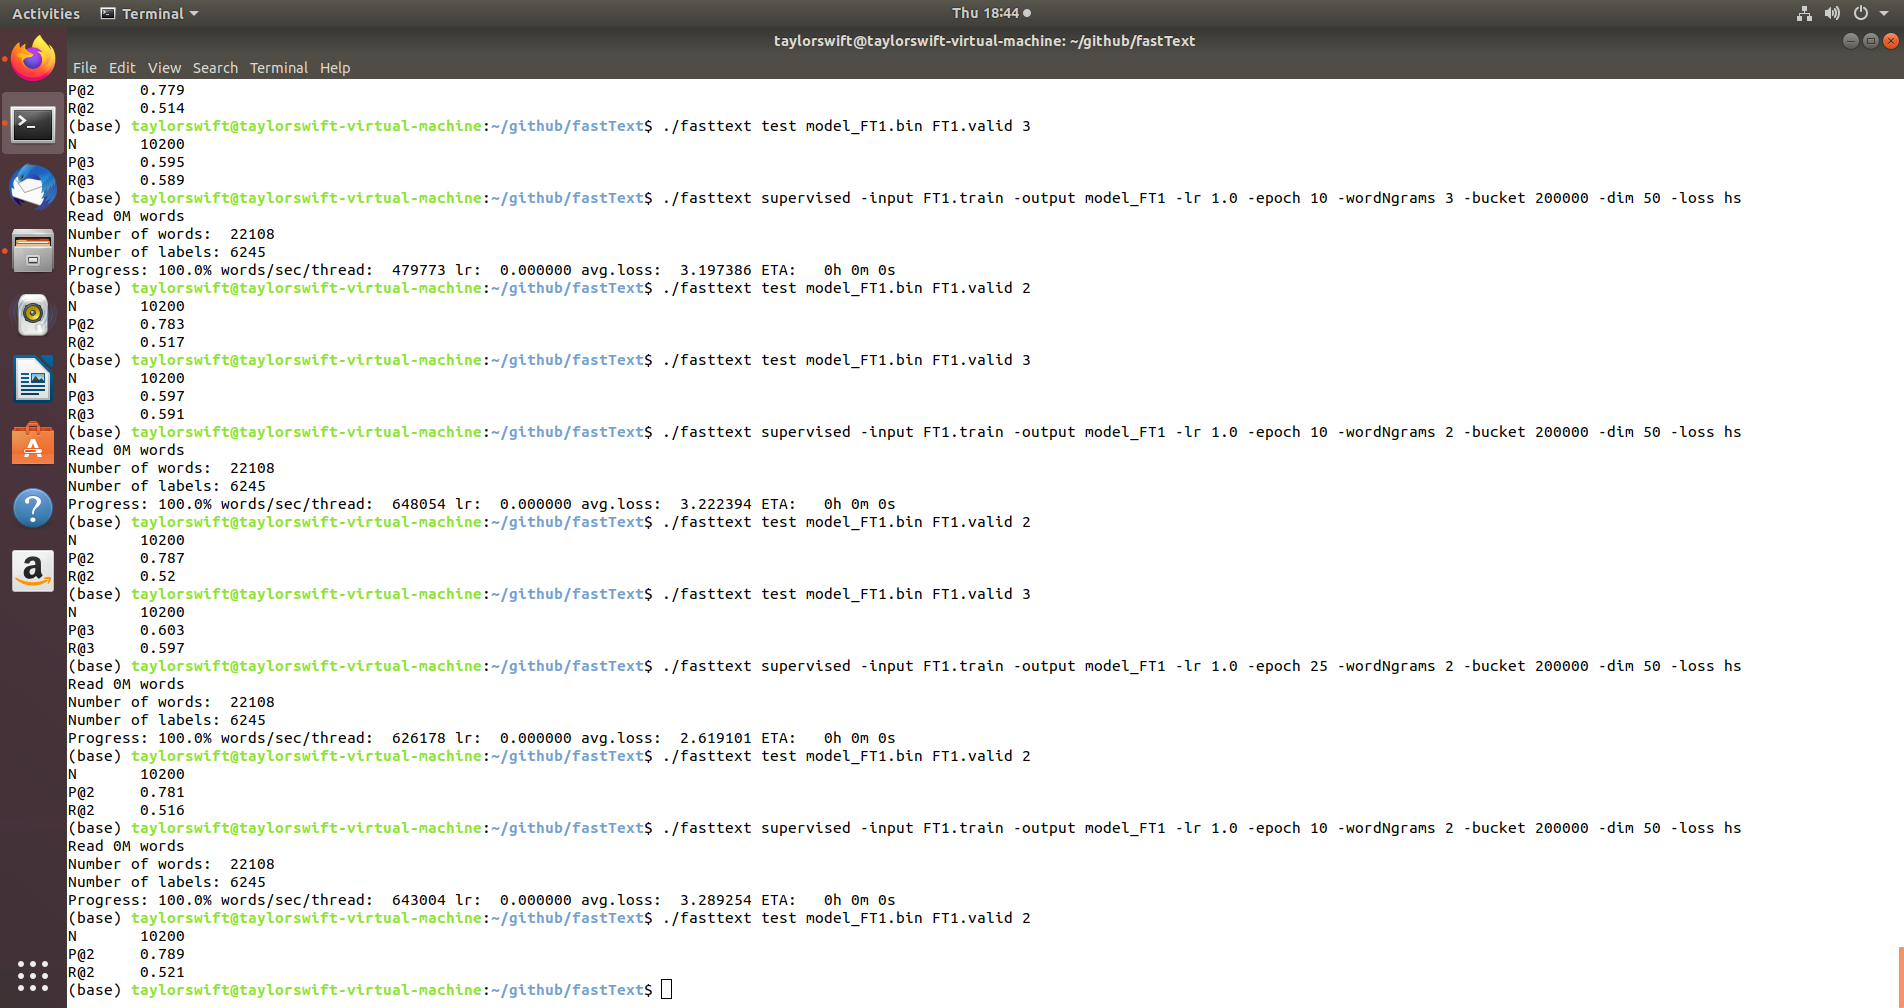 Activities Terminal Thu 18:44
taylorswift@taylorswift-virtual-machine: ~/github/fastText
File Edit View Search Terminal Help
P@2 0.779
R@2 0.514
(base) taylorswift@taylorswift-virtual-machine:~/github/fastText$ ./fasttext test model_FT1.bin FT1.valid 3
N 10200
P@3 0.595
R@3 0.589
(base) taylorswift@taylorswift-virtual-machine:~/github/fastText$ ./fasttext supervised -input FT1.train -output model_FT1 -lr 1.0 -epoch 10 -wordNgrams 3 -bucket 200000 -dim 50 -loss hs
Read 0M words
Number of words: 22108
Number of labels: 6245
Progress: 100.0% words/sec/thread: 479773 lr: 0.000000 avg.loss: 3.197386 ETA: 0h 0m 0s
(base) taylorswift@taylorswift-virtual-machine:~/github/fastText$ ./fasttext test model_FT1.bin FT1.valid 2
N 10200
P@2 0.783
R@2 0.517
(base) taylorswift@taylorswift-virtual-machine:~/github/fastText$ ./fasttext test model_FT1.bin FT1.valid 3
N 10200
P@3 0.597
R@3 0.591
(base) taylorswift@taylorswift-virtual-machine:~/github/fastText$ ./fasttext supervised -input FT1.train -output model_FT1 -lr 1.0 -epoch 10 -wordNgrams 2 -bucket 200000 -dim 50 -loss hs
Read 0M words
Number of words: 22108
Number of labels: 6245
Progress: 100.0% words/sec/thread: 648054 lr: 0.000000 avg.loss: 3.222394 ETA: 0h 0m 0s
(base) taylorswift@taylorswift-virtual-machine:~/github/fastText$ ./fasttext test model_FT1.bin FT1.valid 2
N 10200
P@2 0.787
R@2 0.52
(base) taylorswift@taylorswift-virtual-machine:~/github/fastText$ ./fasttext test model_FT1.bin FT1.valid 3
N 10200
P@3 0.603
R@3 0.597
(base) taylorswift@taylorswift-virtual-machine:~/github/fastText$ ./fasttext supervised -input FT1.train -output model_FT1 -lr 1.0 -epoch 25 -wordNgrams 2 -bucket 200000 -dim 50 -loss hs
Read 0M words
Number of words: 22108
Number of labels: 6245
Progress: 100.0% words/sec/thread: 626178 lr: 0.000000 avg.loss: 2.619101 ETA: 0h 0m 0s
(base) taylorswift@taylorswift-virtual-machine:~/github/fastText$ ./fasttext test model_FT1.bin FT1.valid 2
N 10200
P@2 0.781
R@2 0.516
(base) taylorswift@taylorswift-virtual-machine:~/github/fastText$ ./fasttext supervised -input FT1.train -output model_FT1 -lr 1.0 -epoch 10 -wordNgrams 2 -bucket 200000 -dim 50 -loss hs
Read 0M words
Number of words: 22108
Number of labels: 6245
Progress: 100.0% words/sec/thread: 643004 lr: 0.000000 avg.loss: 3.289254 ETA: 0h 0m 0s
(base) taylorswift@taylorswift-virtual-machine:~/github/fastText$ ./fasttext test model_FT1.bin FT1.valid 2
N 10200
P@2 0.789
R@2 0.521
(base) taylorswift@taylorswift-virtual-machine:~/github/fastText$